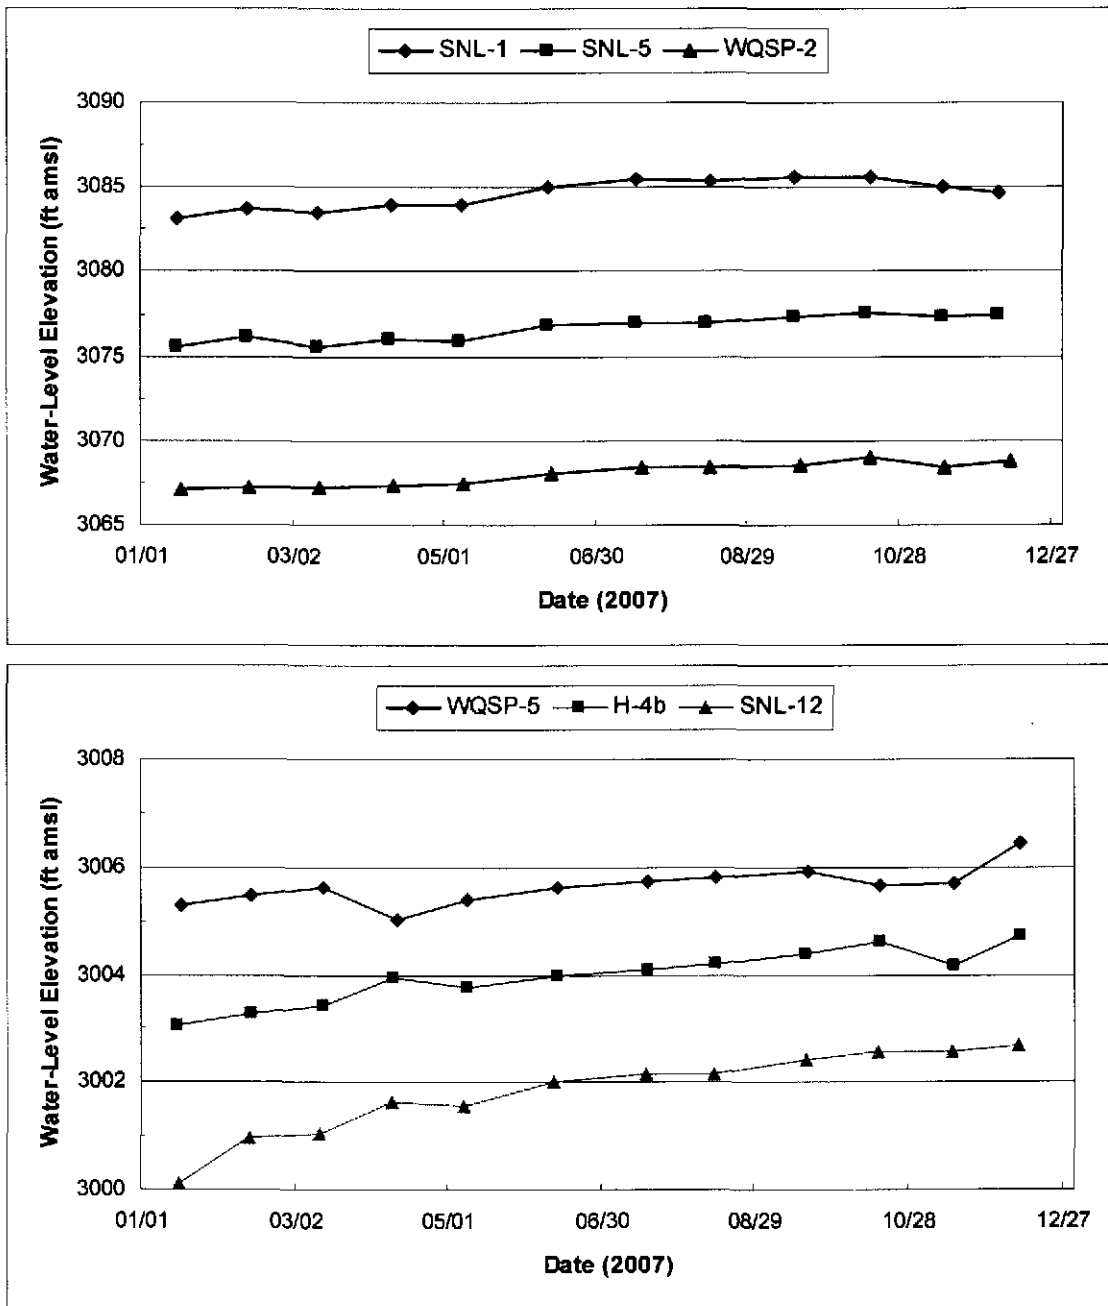 SNL-1 SNL-5 WQSP-2
3090
3085
3080
3075
3070
3065
Water-Level Elevation (ft amsl)
01/01 03/02 05/01 06/30 08/29 10/28 12/27
Date (2007)
WQSP-5 H-4b SNL-12
3008
3006
3004
3002
3000
Water-Level Elevation (ft amsl)
01/01 03/02 05/01 06/30 08/29 10/28 12/27
Date (2007)